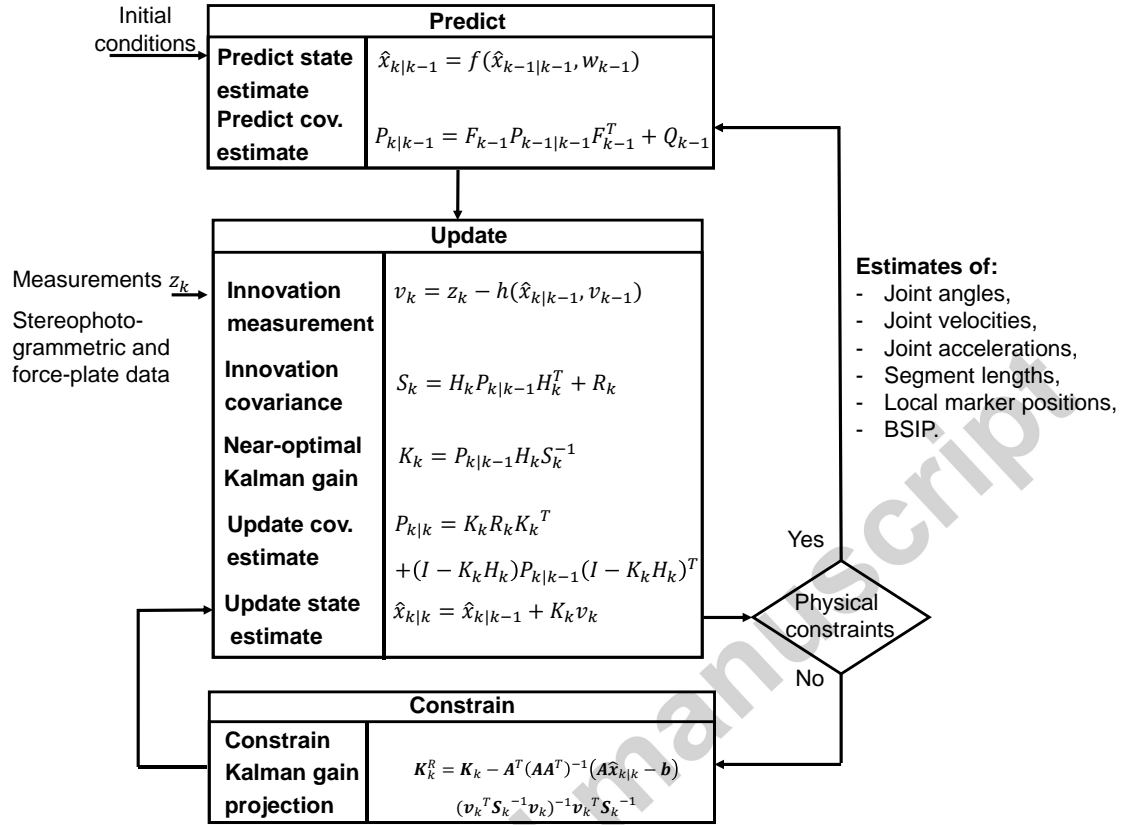 Initial
conditions
Predict
Predict state
estimate
x̂_{k|k−1} = f(x̂_{k−1|k−1}, w_{k−1})
Predict cov.
estimate
P_{k|k−1} = F_{k−1}P_{k−1|k−1}F_{k−1}^T + Q_{k−1}
Update
Measurements z_k
Stereophoto-
grammetric and
force-plate data
Innovation
measurement
v_k = z_k − h(x̂_{k|k−1}, v_{k−1})
Innovation
covariance
S_k = H_kP_{k|k−1}H_k^T + R_k
Near-optimal
Kalman gain
K_k = P_{k|k−1}H_kS_k^{−1}
Update cov.
estimate
P_{k|k} = K_kR_kK_k^T
+(I − K_kH_k)P_{k|k−1}(I − K_kH_k)^T
Update state
estimate
x̂_{k|k} = x̂_{k|k−1} + K_kv_k
Estimates of:
- Joint angles,
- Joint velocities,
- Joint accelerations,
- Segment lengths,
- Local marker positions,
- BSIP.
Yes
Physical
constraints
No
Constrain
Constrain
Kalman gain
projection
K_k^R = K_k − A^T(AA^T)^{−1}(Ax̂_{k|k} − b)
(v_k^TS_k^{−1}v_k)^{−1}v_k^TS_k^{−1}
manuscript